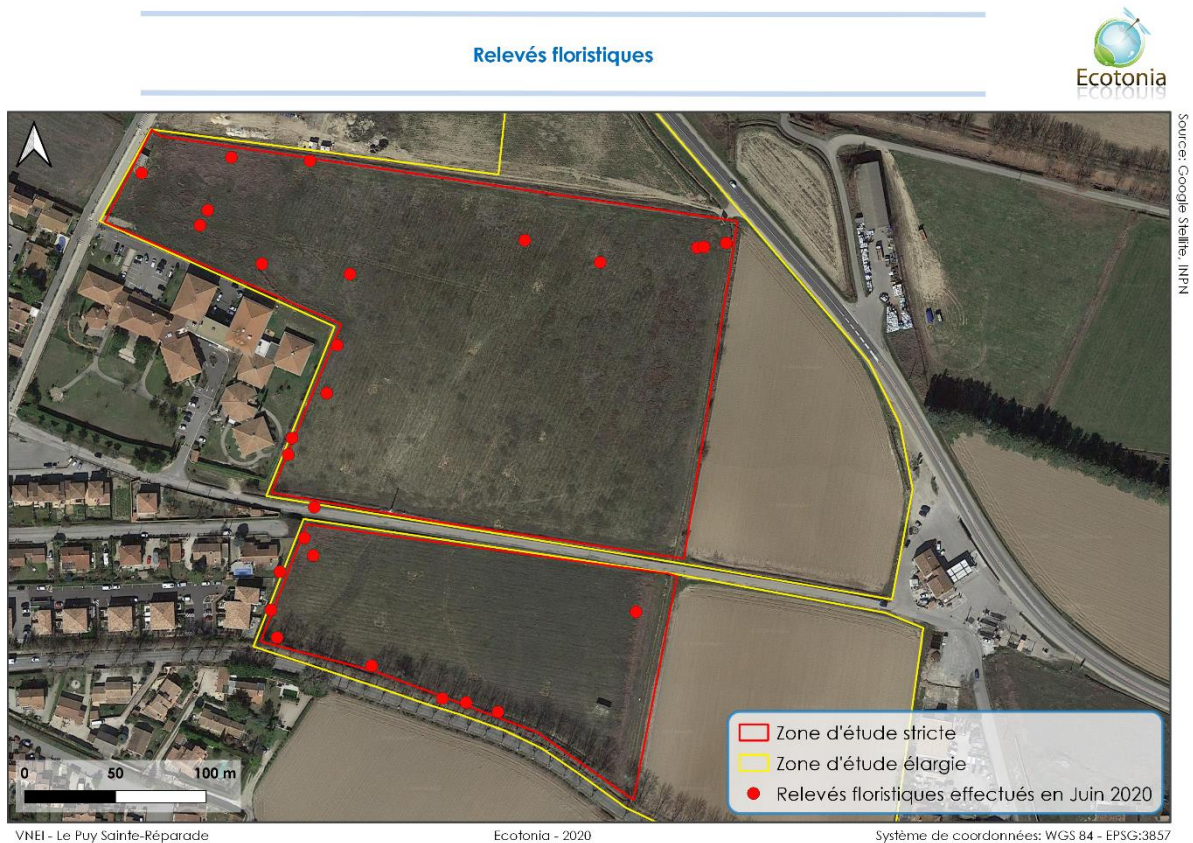 Relevés floristiques
Ecotonia
Source: Google Stellite, INPN
0 50 100 m
Zone d'étude stricte
Zone d'étude élargie
Relevés floristiques effectués en Juin 2020
VNEI - Le Puy Sainte-Réparade
Ecotonia - 2020
Système de coordonnées: WGS 84 - EPSG:3857